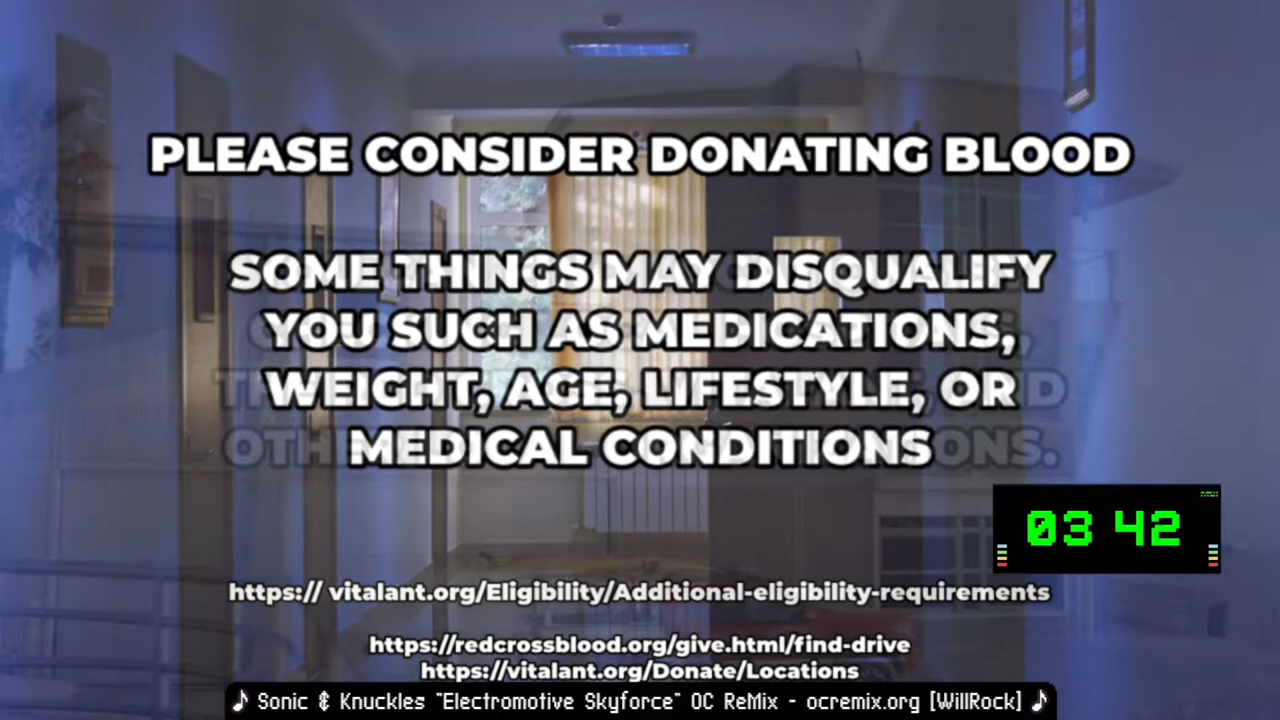 PLEASE CONSIDER DONATING BLOOD
SOME THINGS MAY DISQUALIFY
YOU SUCH AS MEDICATIONS,
WEIGHT, AGE, LIFESTYLE, OR
MEDICAL CONDITIONS
03 42
https:// vitalant.org/Eligibility/Additional-eligibility-requirements
https://redcrossblood.org/give.html/find-drive
https://vitalant.org/Donate/Locations
♪ Sonic & Knuckles "Electromotive Skyforce" OC ReMix - ocremix.org [WillRock] ♪